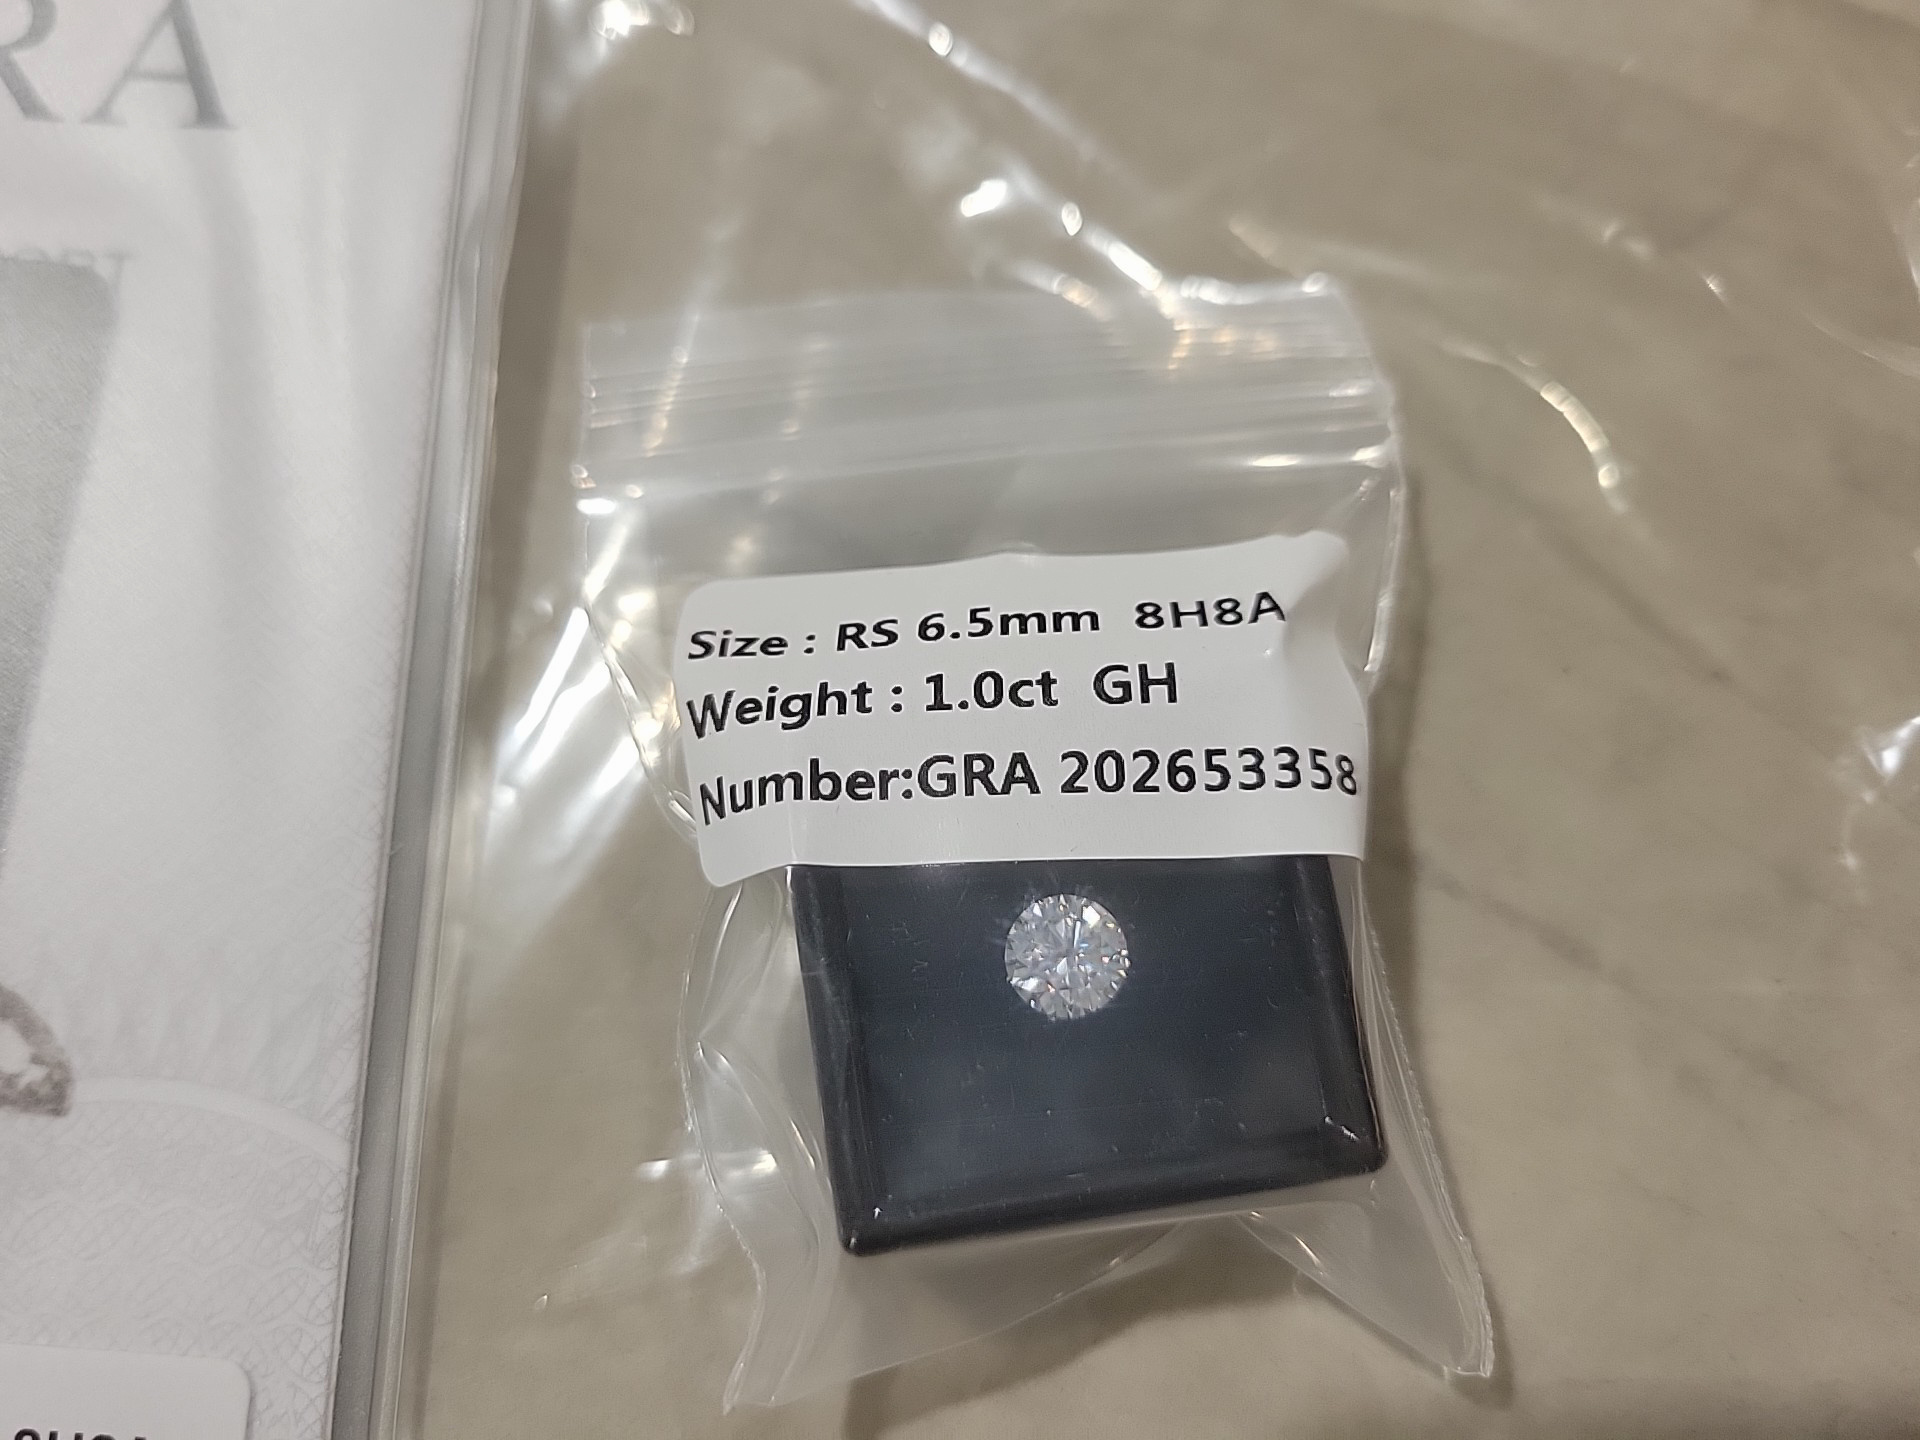 RA
Size : RS 6.5mm 8H8A
Weight : 1.0ct GH
Number:GRA 202653358